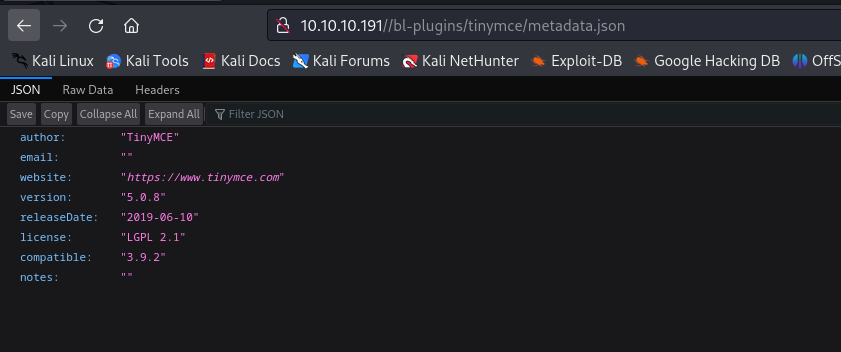 10.10.10.191//bl-plugins/tinymce/metadata.json
Kali Linux Kali Tools Kali Docs Kali Forums Kali NetHunter Exploit-DB Google Hacking DB OffS
JSON Raw Data Headers
Save Copy Collapse All Expand All Filter JSON
author: "TinyMCE"
email: ""
website: "https://www.tinymce.com"
version: "5.0.8"
releaseDate: "2019-06-10"
license: "LGPL 2.1"
compatible: "3.9.2"
notes: ""